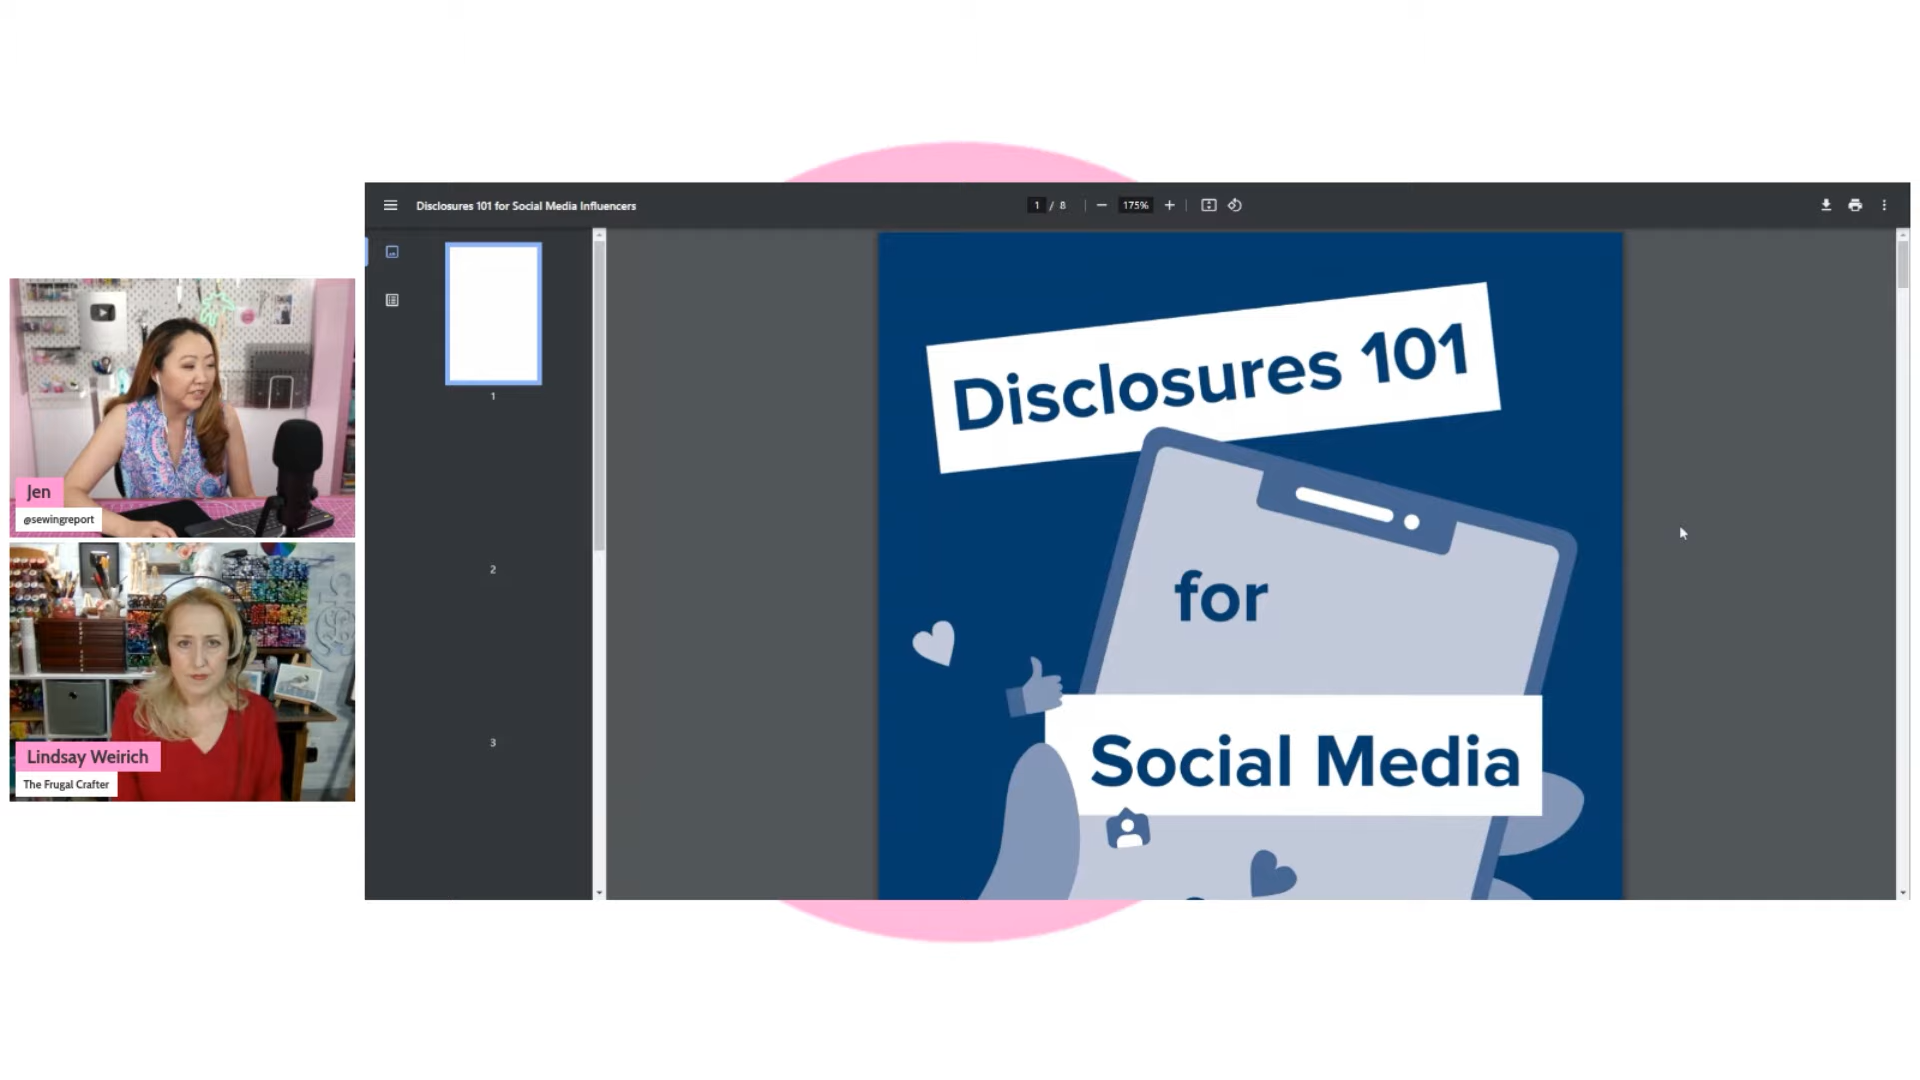 Disclosures 101 for Social Media Influencers
1 / 8
175%
1
2
3
Disclosures 101
for
Social Media
Jen
@sewingreport
Lindsay Weirich
The Frugal Crafter